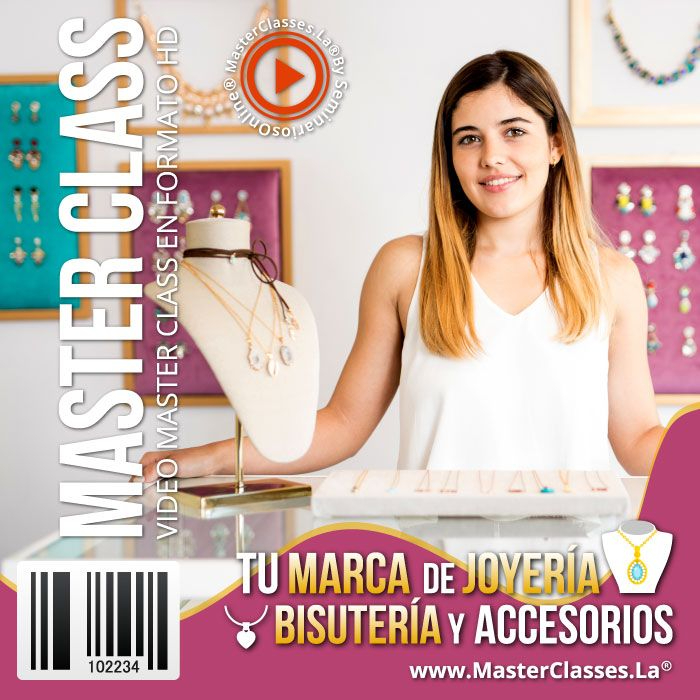 MASTER CLASS
VIDEO MASTER CLASS EN FORMATO HD
MasterClasses.La® By SeminariosOnline®
TU MARCA DE JOYERÍA
BISUTERÍA Y ACCESORIOS
102234
www.MasterClasses.La®